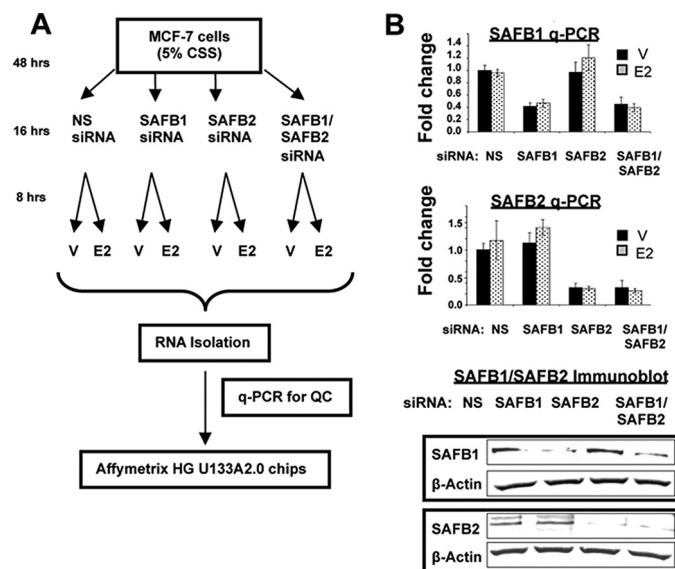 A
MCF-7 cells
(5% CSS)
48 hrs
16 hrs
NS
siRNA
SAFB1
siRNA
SAFB2
siRNA
SAFB1/
SAFB2
siRNA
8 hrs
V E2 V E2 V E2 V E2
RNA Isolation
q-PCR for QC
Affymetrix HG U133A2.0 chips
B
SAFB1 q-PCR
Fold change
1.4
1.2
1.0
0.8
0.6
0.4
0.2
0.0
V
E2
siRNA: NS SAFB1 SAFB2 SAFB1/
SAFB2
SAFB2 q-PCR
Fold change
1.5
1.0
0.5
0.0
V
E2
siRNA: NS SAFB1 SAFB2 SAFB1/
SAFB2
SAFB1/SAFB2 Immunoblot
siRNA: NS SAFB1 SAFB2 SAFB1/
SAFB2
SAFB1
β-Actin
SAFB2
β-Actin